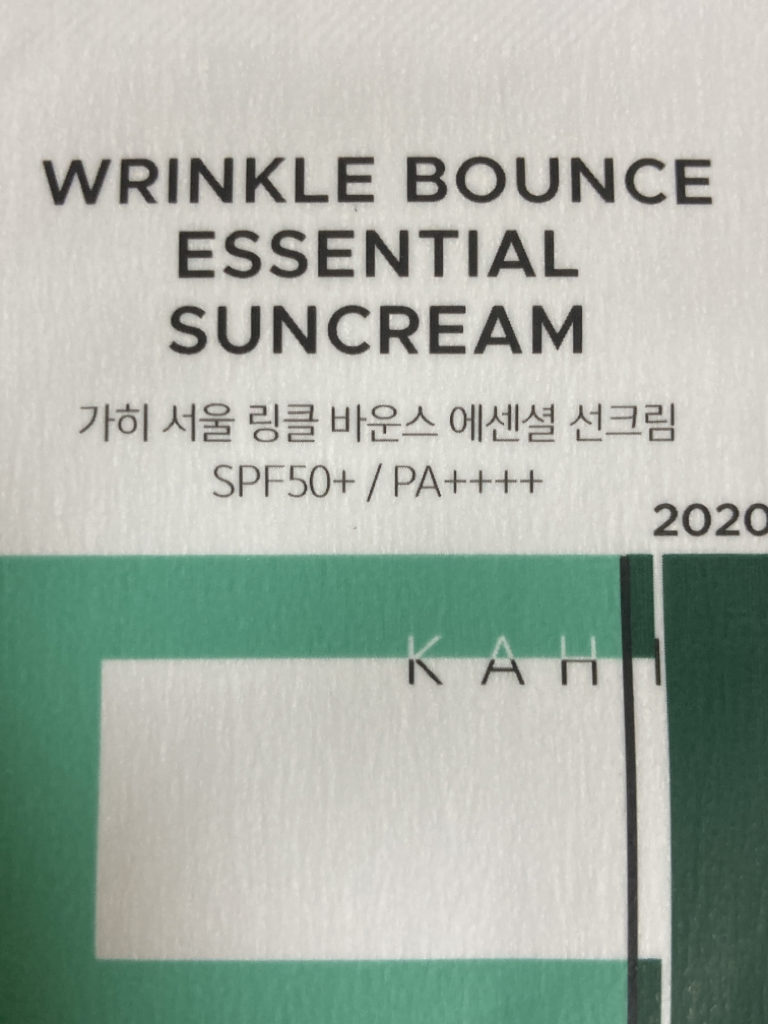 WRINKLE BOUNCE
ESSENTIAL
SUNCREAM
가히 서울 링클 바운스 에센셜 선크림
SPF50+ / PA++++
2020
KAHI